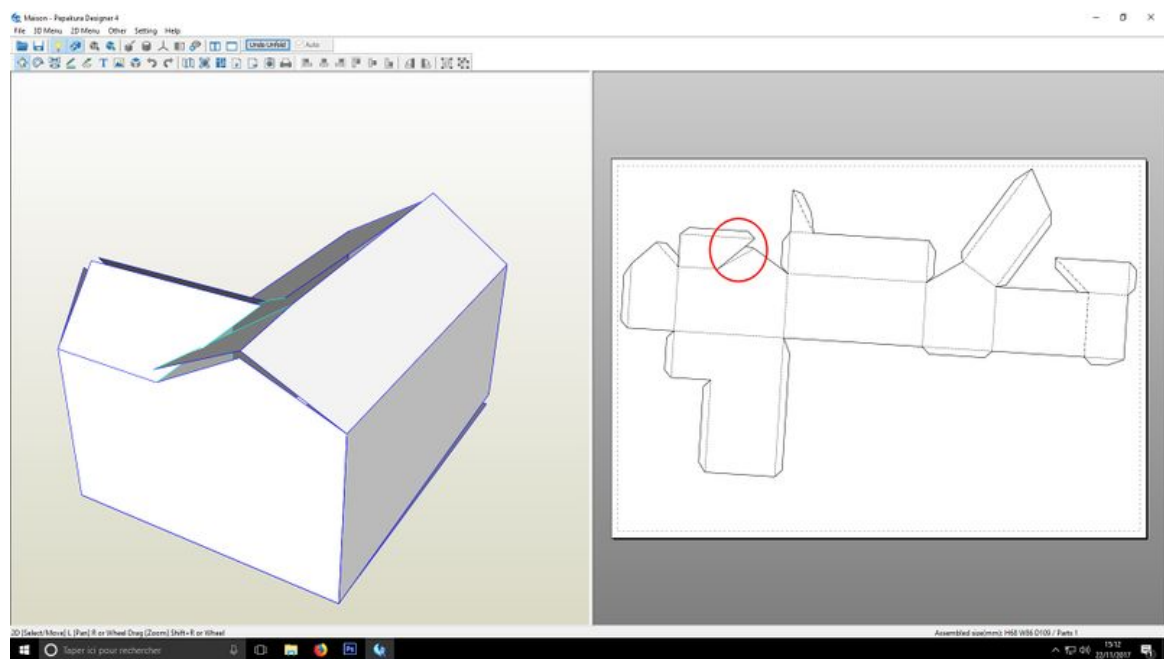 Maison - Pepakura Designer 4
File 3D Menu 2D Menu Other Setting Help
Undo Unfold Auto
2D [Select/Move] L [Pan] R or Wheel Drag [Zoom] Shift+R or Wheel
Assembled size(mm): H68 W86 D109 / Parts 1
Taper ici pour rechercher
Ps
15:12
22/11/2017